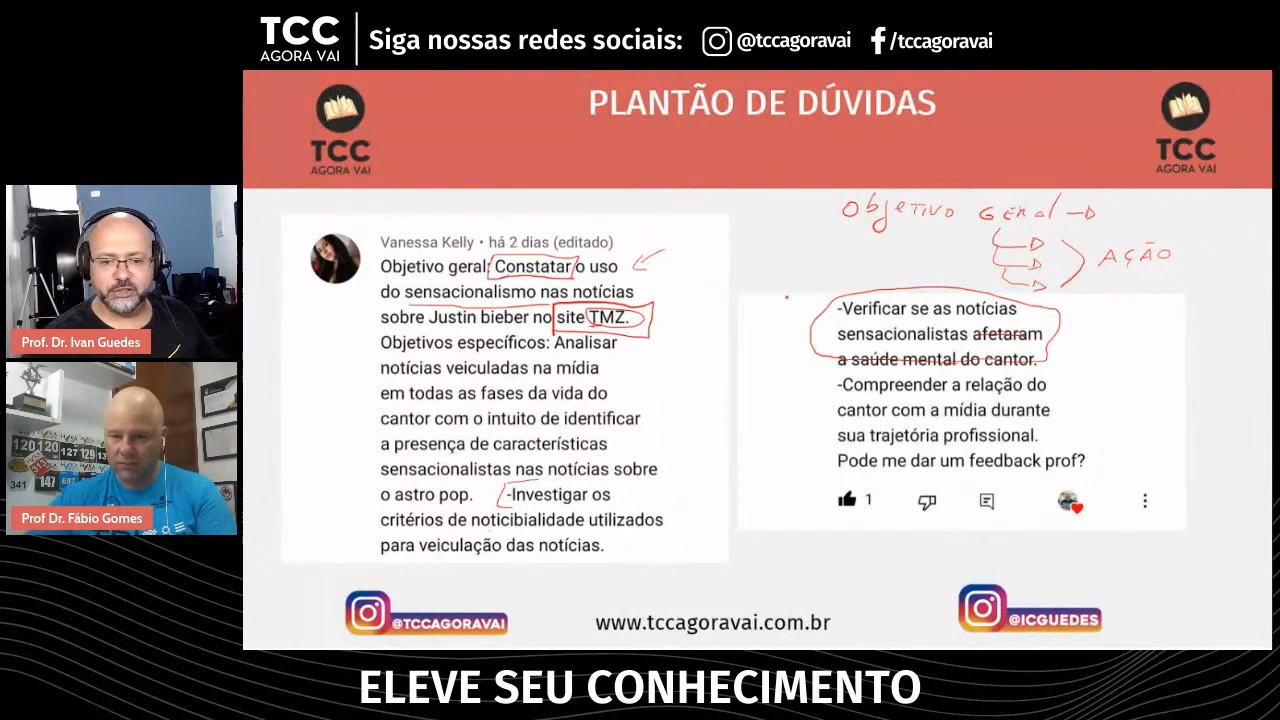 TCC
AGORA VAI
Siga nossas redes sociais:
@tccagoravai
/tccagoravai
TCC
AGORA VAI
PLANTÃO DE DÚVIDAS
TCC
AGORA VAI
Objetivo Geral
AÇÃO
Vanessa Kelly • há 2 dias (editado)
Objetivo geral: Constatar o uso
do sensacionalismo nas notícias
sobre Justin bieber no site TMZ.
Objetivos específicos: Analisar
notícias veiculadas na mídia
em todas as fases da vida do
cantor com o intuito de identificar
a presença de características
sensacionalistas nas notícias sobre
o astro pop. -Investigar os
critérios de noticibialidade utilizados
para veiculação das notícias.
-Verificar se as notícias
sensacionalistas afetaram
a saúde mental do cantor.
-Compreender a relação do
cantor com a mídia durante
sua trajetória profissional.
Pode me dar um feedback prof?
1
Prof. Dr. Ivan Guedes
120 120 127 129
341
Prof Dr. Fábio Gomes
@TCCAGORAVAI
www.tccagoravai.com.br
@ICGUEDES
ELEVE SEU CONHECIMENTO